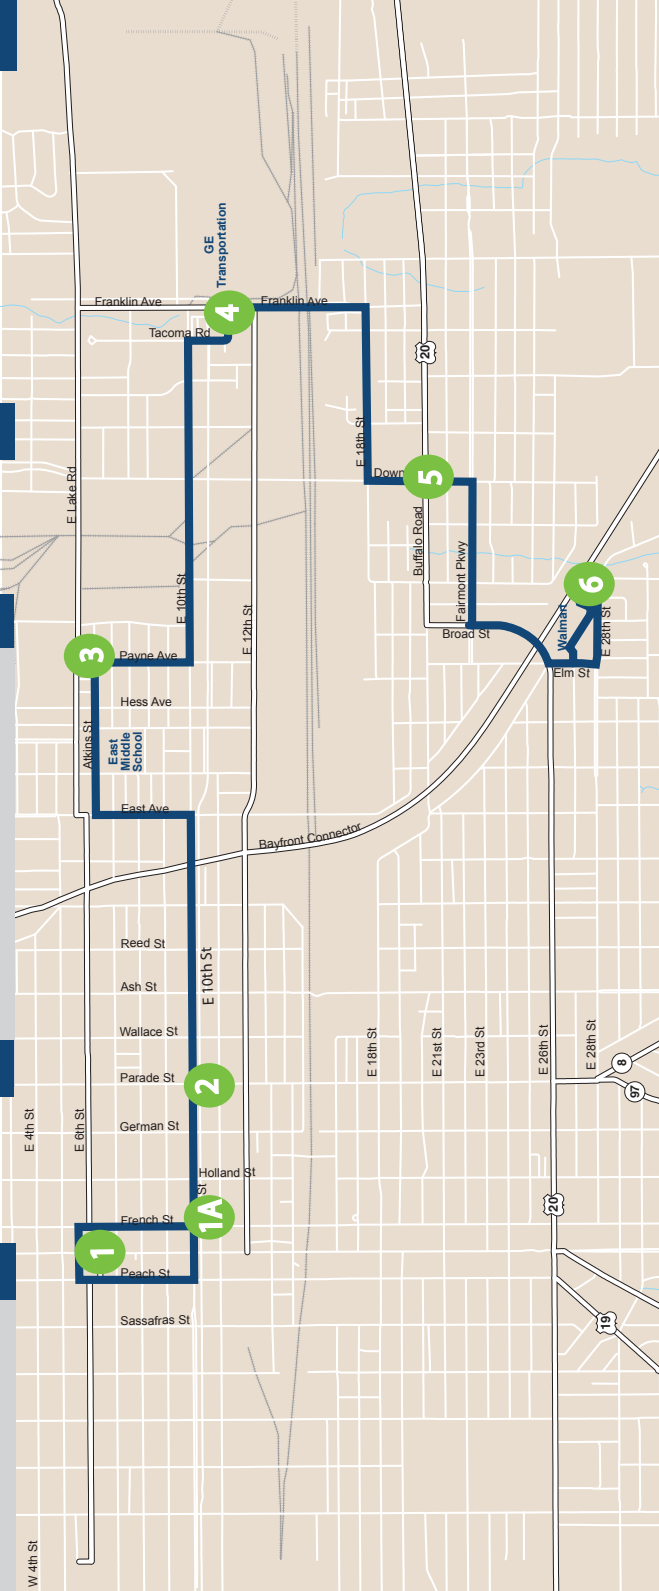 GE
Transportation
Franklin Ave
4
Franklin Ave
Tacoma Rd
20
E 18th St
E Lake Rd
Down
5
Buffalo Road
Fairmont Pkwy
E 10th St
E 12th St
6
Walmart
E 28th St
Broad St
Elm St
3
Payne Ave
Hess Ave
Atkins St
East
Middle
School
East Ave
Bayfront Connector
Reed St
E 10th St
Ash St
Wallace St
E 18th St
E 21st St
E 23rd St
E 26th St
E 28th St
8
97
Parade St
2
E 4th St
E 6th St
German St
Holland St
St
French St
1A
20
1
Peach St
Sassafras St
19
W 4th St